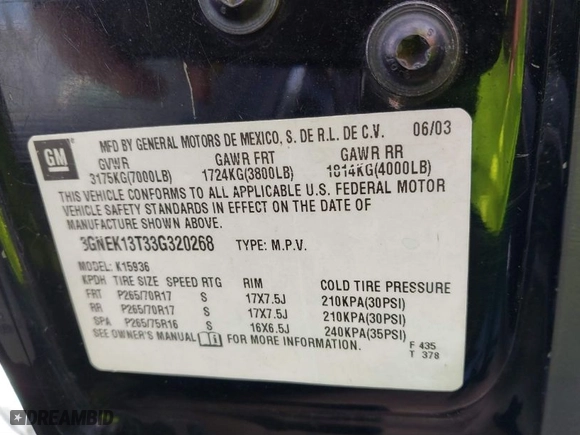 GM
MFD BY GENERAL MOTORS DE MEXICO, S. DE R.L. DE C.V. 06/03
GVWR GAWR FRT GAWR RR
3175KG(7000LB) 1724KG(3800LB) 1814KG(4000LB)
THIS VEHICLE CONFORMS TO ALL APPLICABLE U.S. FEDERAL MOTOR
VEHICLE SAFETY STANDARDS IN EFFECT ON THE DATE OF
MANUFACTURE SHOWN ABOVE.
3GNEK13T33G320268 TYPE: M.P.V.
MODEL: K15936
KPDH TIRE SIZE SPEED RTG RIM COLD TIRE PRESSURE
FRT P265/70R17 S 17X7.5J 210KPA(30PSI)
RR P265/70R17 S 17X7.5J 210KPA(30PSI)
SPA P265/75R16 S 16X6.5J 240KPA(35PSI)
SEE OWNER'S MANUAL FOR MORE INFORMATION.
F 435
T 378
DREAMBID